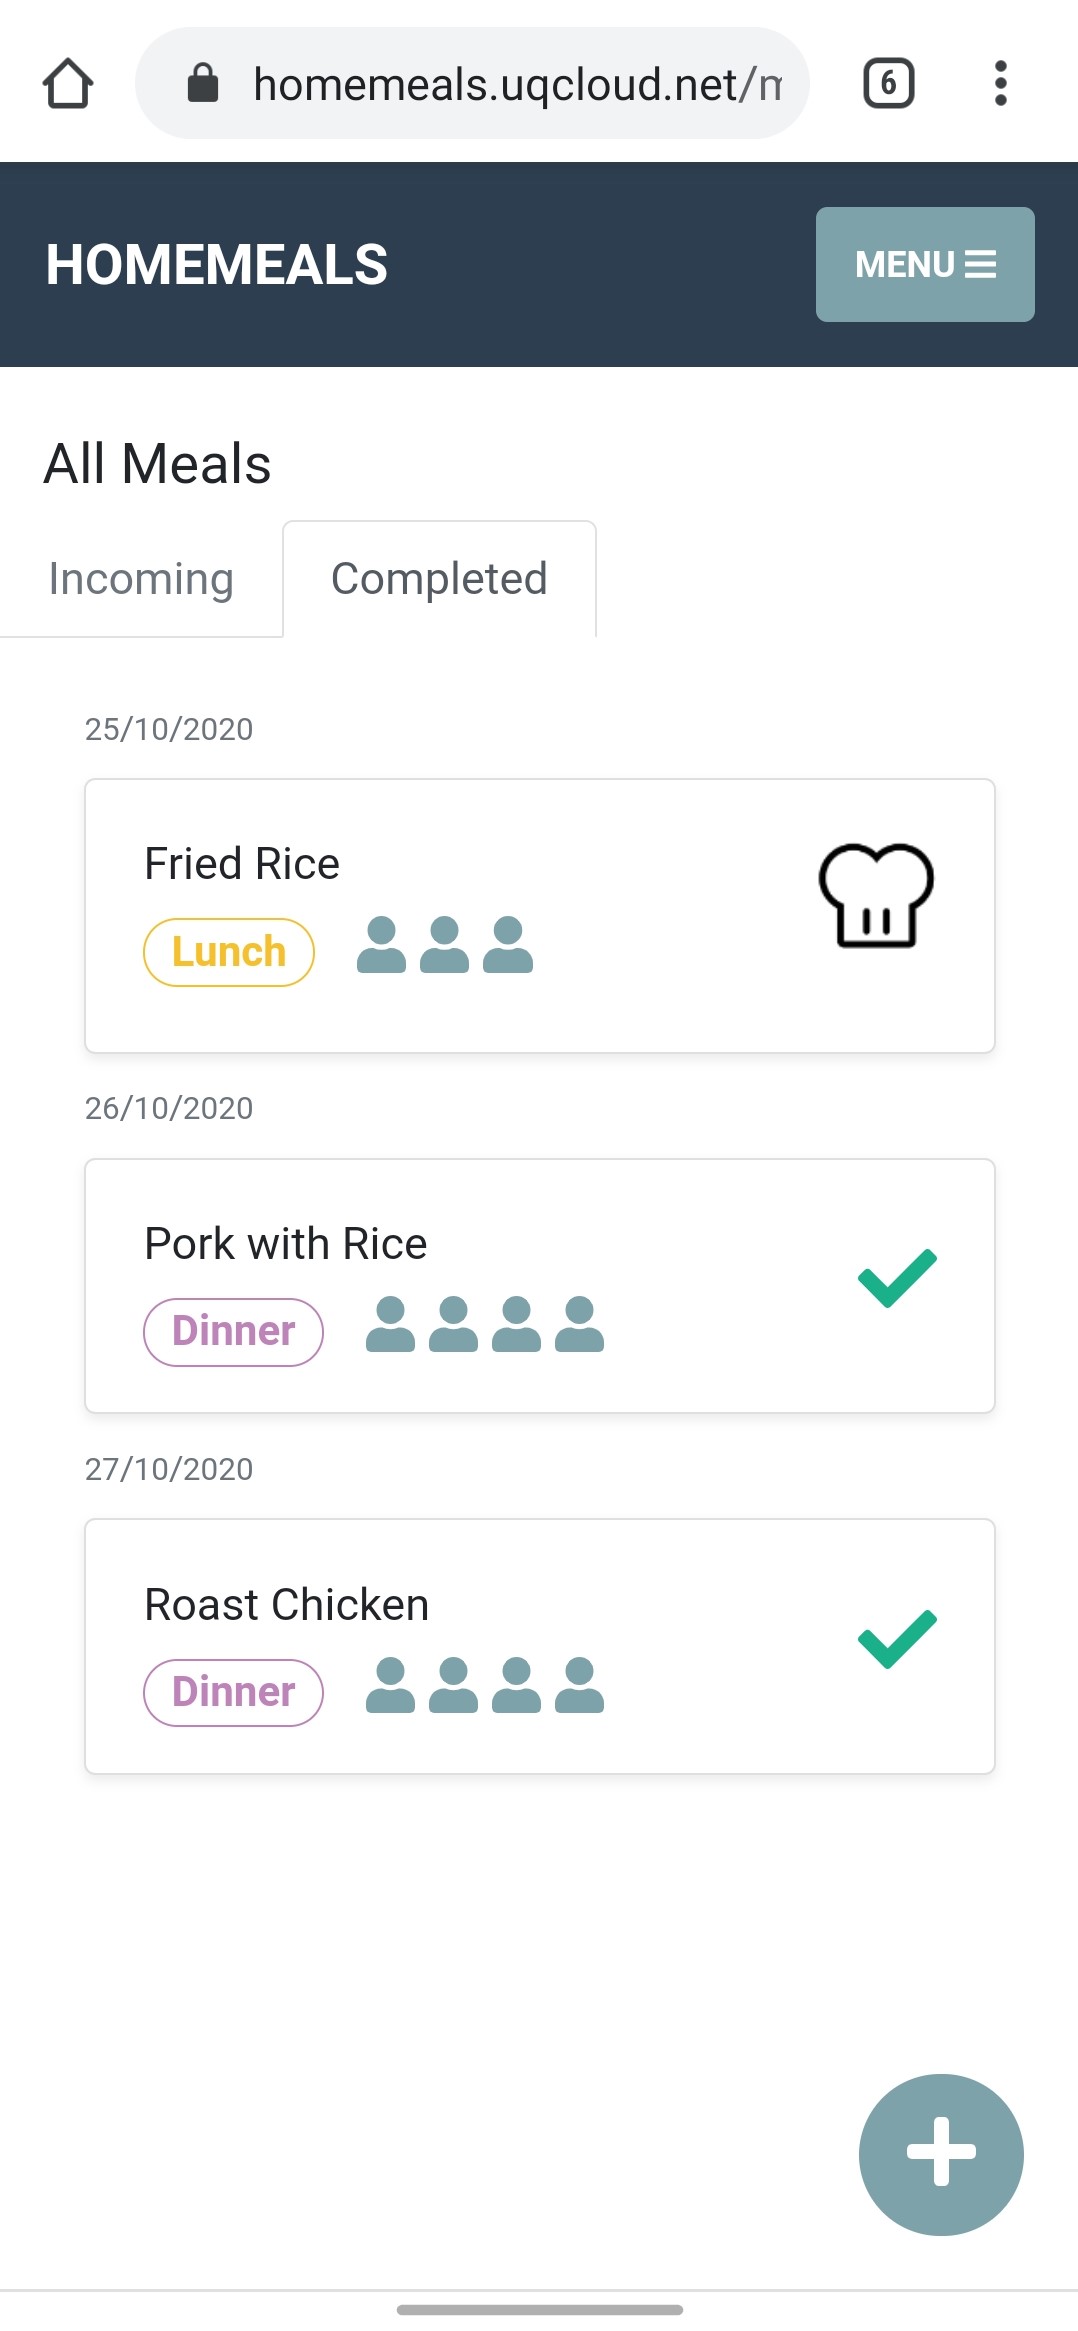 homemeals.uqcloud.net/m
6
HOMEMEALS
MENU
All Meals
Incoming
Completed
25/10/2020
Fried Rice
Lunch
26/10/2020
Pork with Rice
Dinner
27/10/2020
Roast Chicken
Dinner